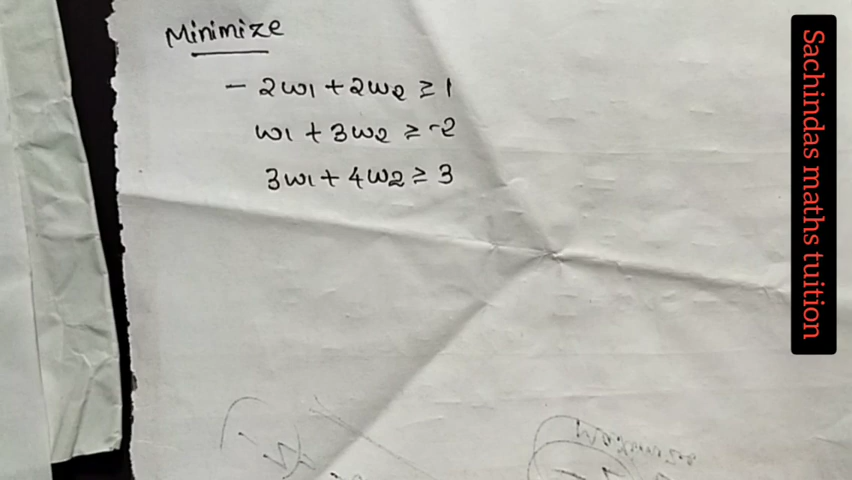 Minimize
- 2w1 + 2w2 ≥ 1
w1 + 3w2 ≥ -2
3w1 + 4w2 ≥ 3
Sachindas maths tuition